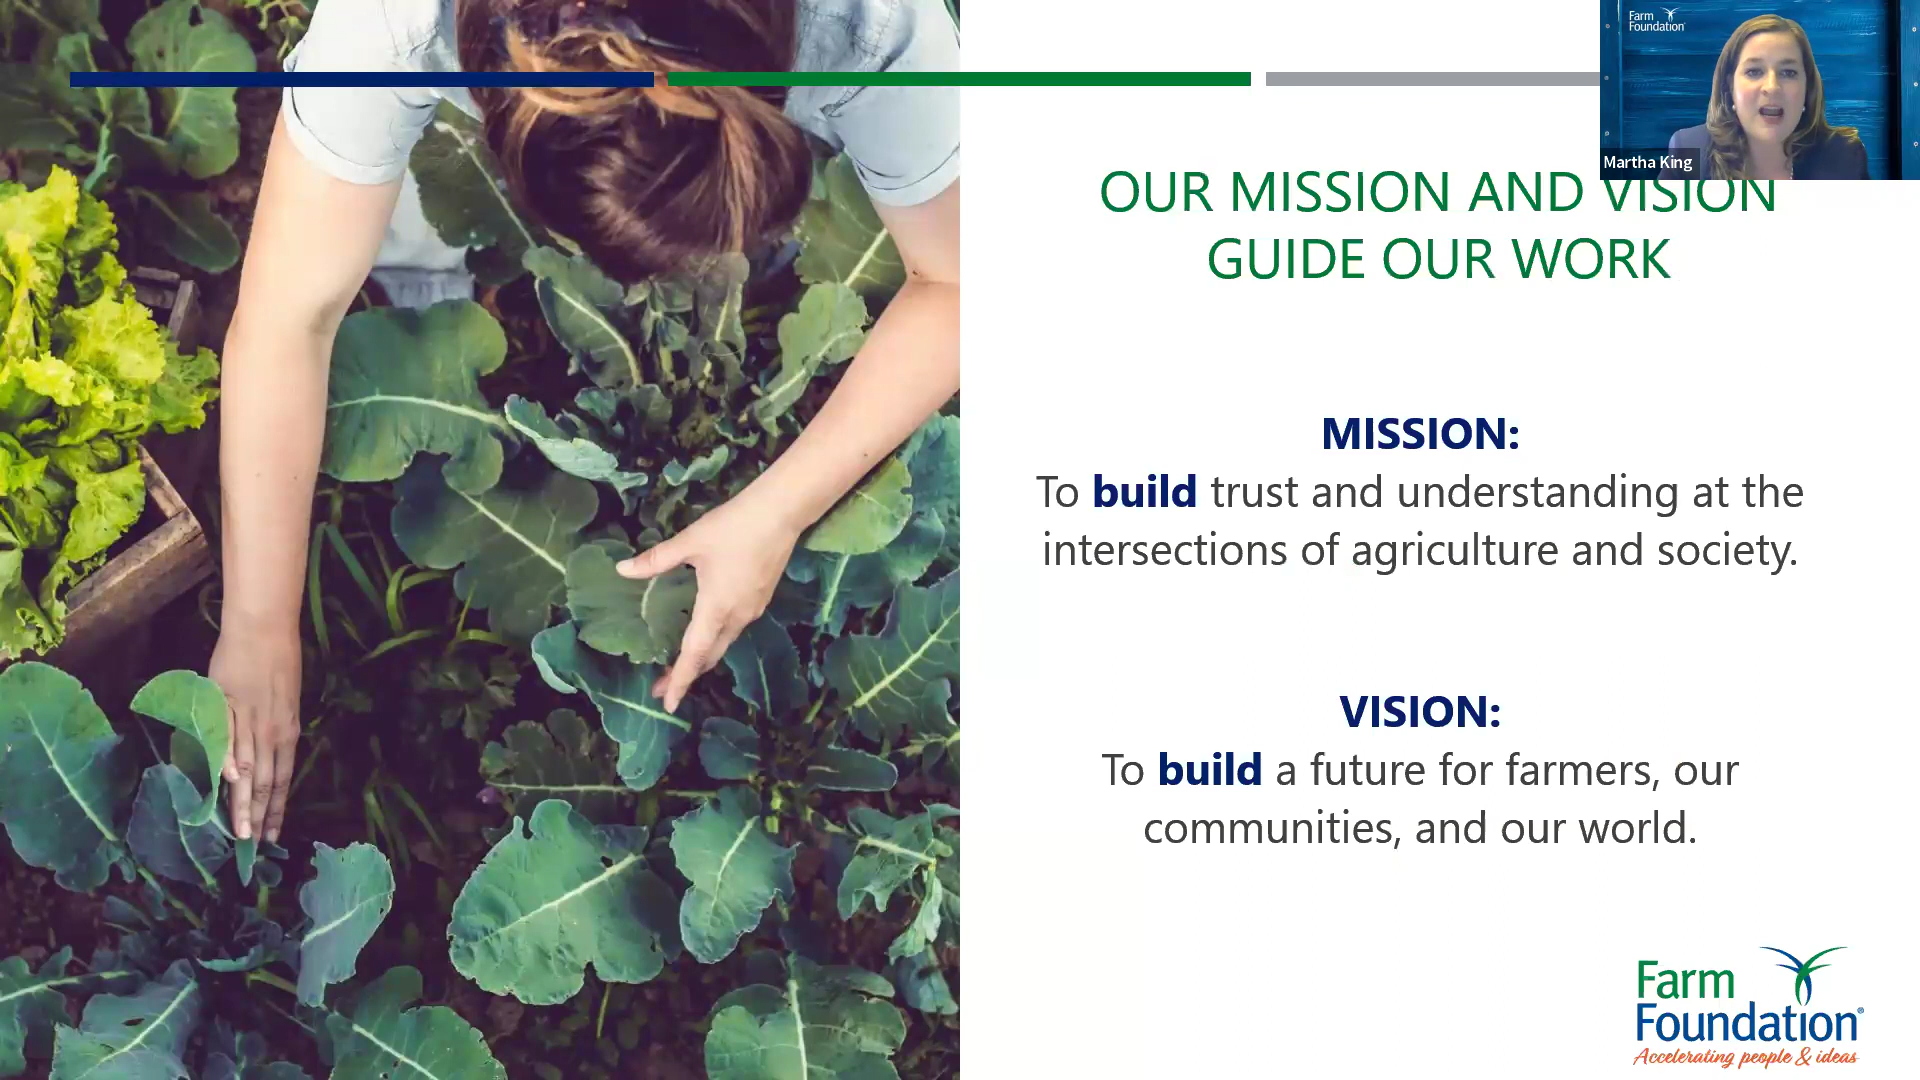 Farm
Foundation
Martha King
OUR MISSION AND VISION
GUIDE OUR WORK
MISSION:
To build trust and understanding at the
intersections of agriculture and society.
VISION:
To build a future for farmers, our
communities, and our world.
Farm
Foundation®
Accelerating people & ideas